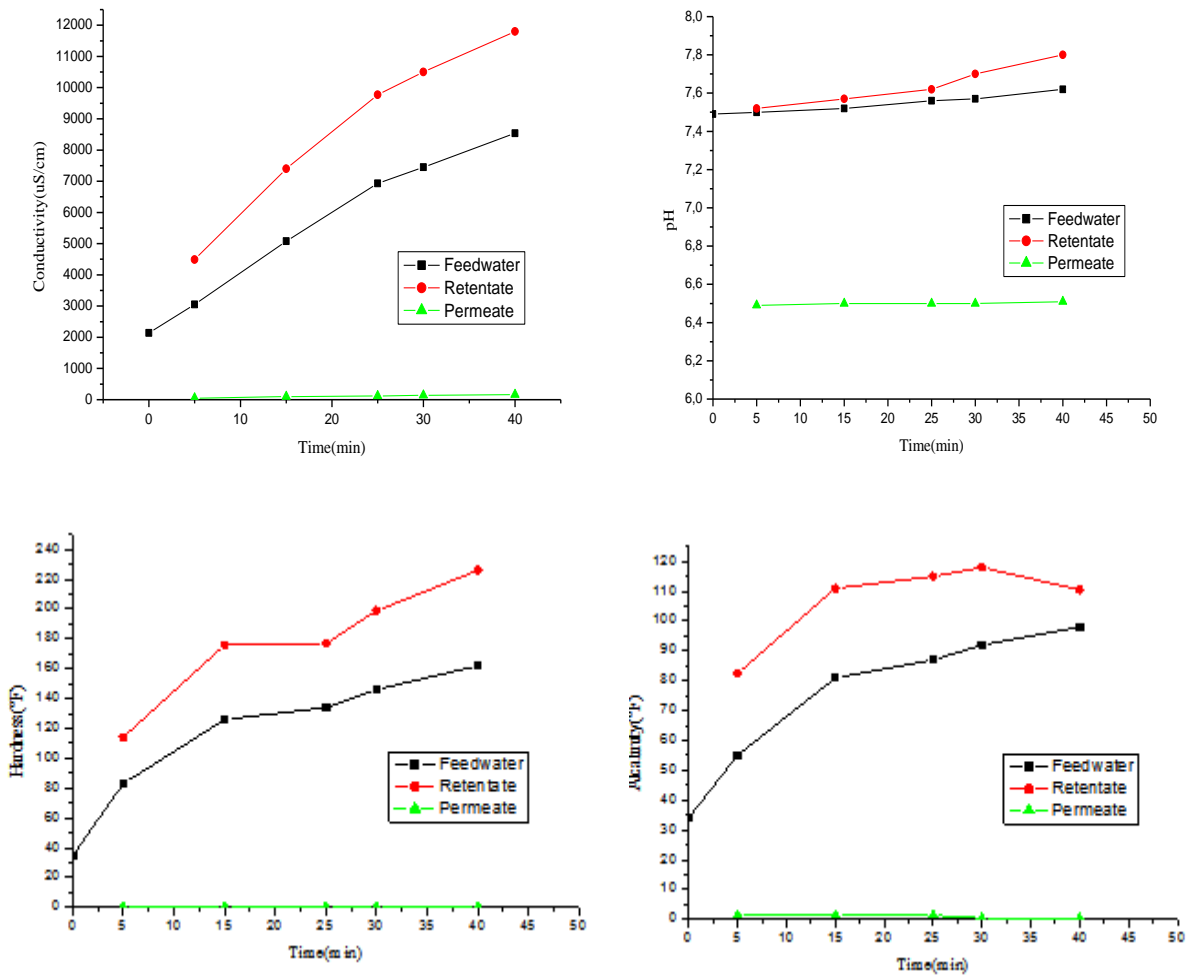 12000
11000
10000
9000
8000
7000
6000
5000
4000
3000
2000
1000
0
Conductivity(uS/cm)
Feedwater
Retentate
Permeate
0 10 20 30 40
Time(min)
8,0
7,8
7,6
7,4
7,2
7,0
6,8
6,6
6,4
6,2
6,0
pH
Feedwater
Retentate
Permeate
0 5 10 15 20 25 30 35 40 45 50
Time(min)
240
220
200
180
160
140
120
100
80
60
40
20
0
Hardness(°F)
Feedwater
Retentate
Permeate
0 5 10 15 20 25 30 35 40 45 50
Time(min)
120
110
100
90
80
70
60
50
40
30
20
10
0
Feedwater
Retentate
Permeate
0 5 10 15 20 25 30 35 40 45 50
Time(min)